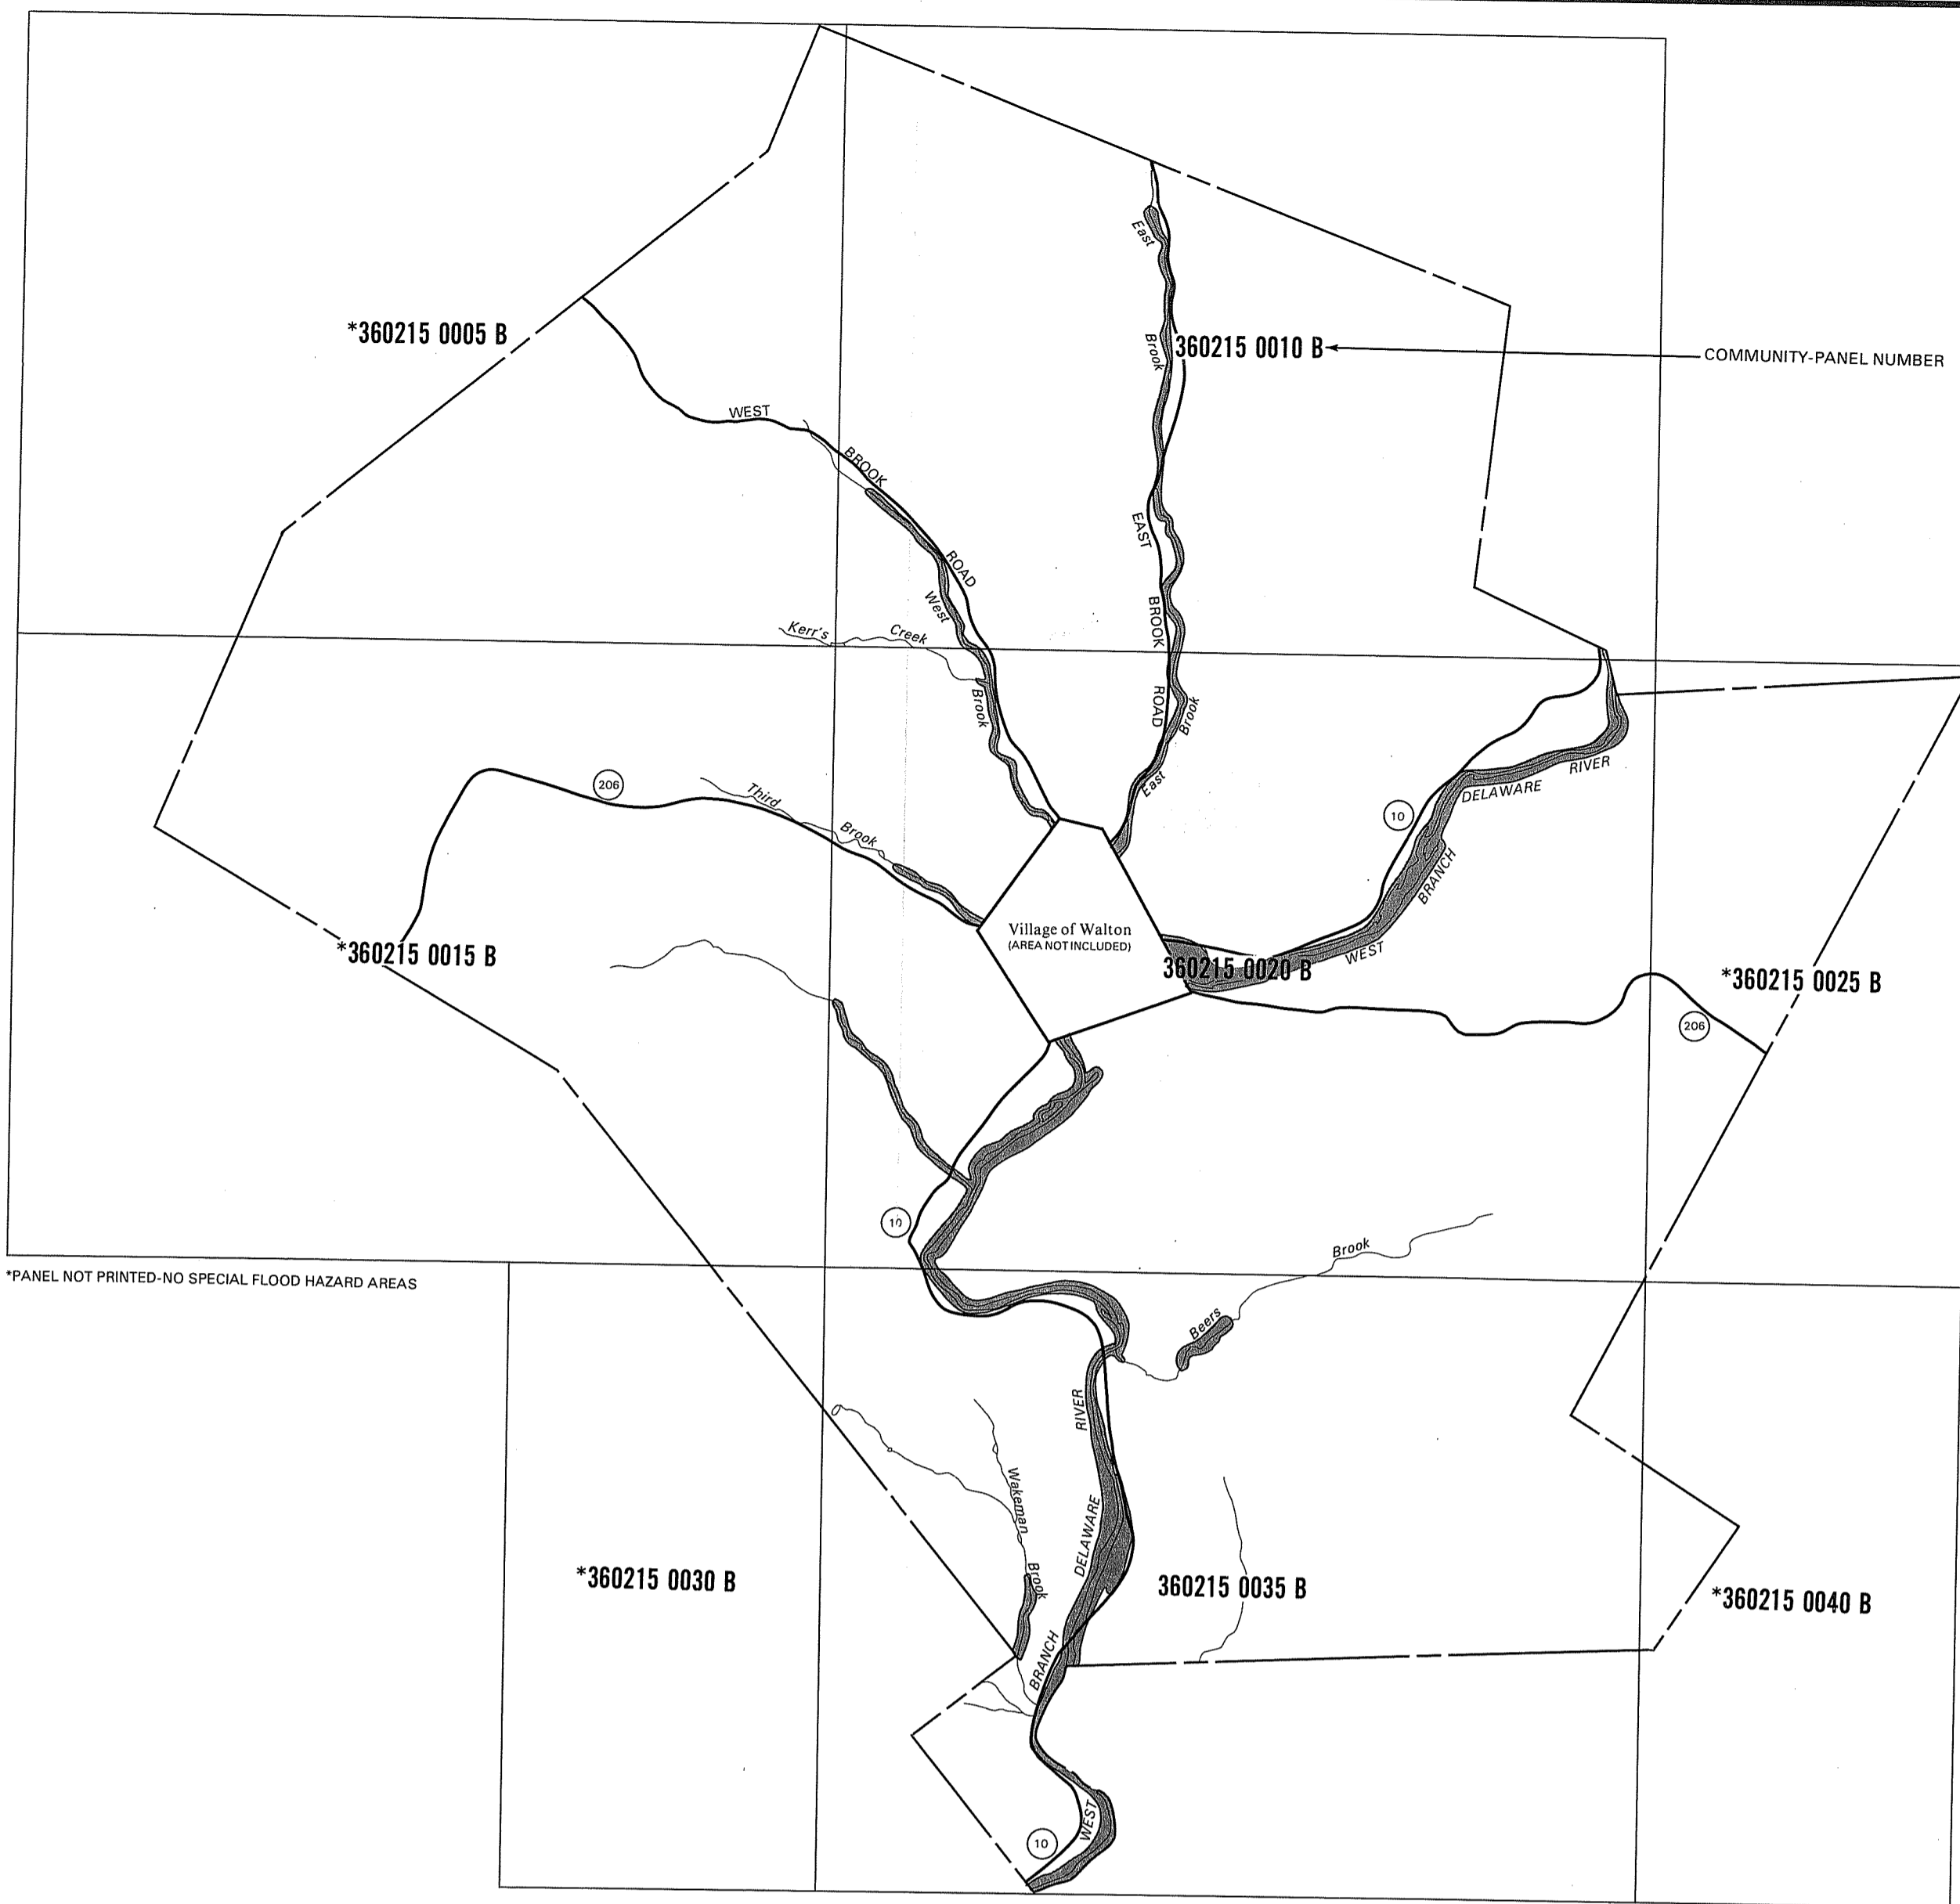 *360215 0005 B
360215 0010 B
COMMUNITY-PANEL NUMBER
East
Brook
WEST
BROOK
ROAD
EAST
BROOK
ROAD
West
Brook
Kerr's
Creek
East
Brook
206
Third
Brook
10
RIVER
DELAWARE
BRANCH
WEST
Village of Walton
(AREA NOT INCLUDED)
*360215 0015 B
360215 0020 B
*360215 0025 B
206
10
*PANEL NOT PRINTED-NO SPECIAL FLOOD HAZARD AREAS
Brook
Beers
RIVER
DELAWARE
BRANCH
WEST
Wakeman
Brook
*360215 0030 B
360215 0035 B
*360215 0040 B
10